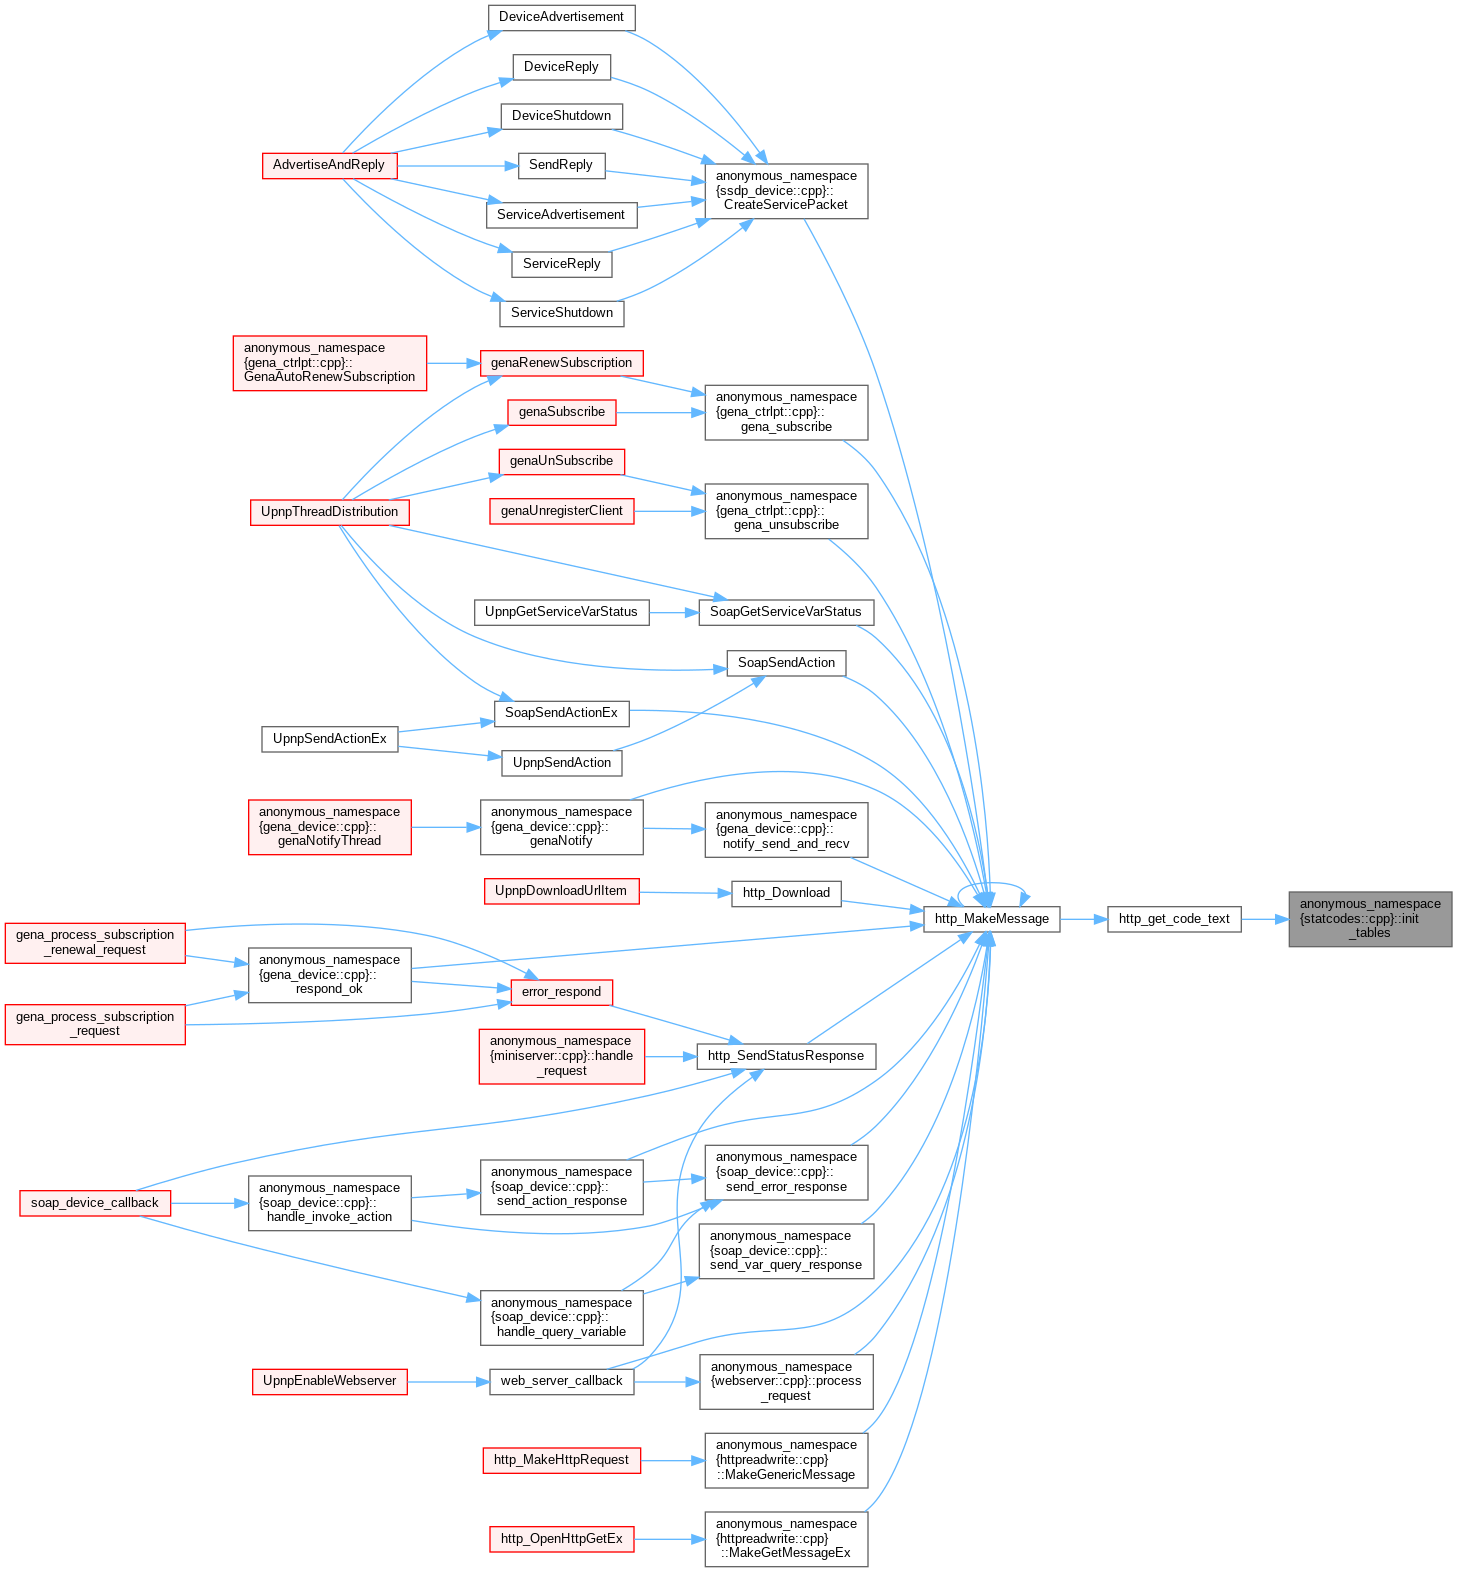 DeviceAdvertisement
DeviceReply
DeviceShutdown
AdvertiseAndReply
SendReply
anonymous_namespace
{ssdp_device::cpp}::
CreateServicePacket
ServiceAdvertisement
ServiceReply
ServiceShutdown
anonymous_namespace
{gena_ctrlpt::cpp}::
GenaAutoRenewSubscription
genaRenewSubscription
genaSubscribe
anonymous_namespace
{gena_ctrlpt::cpp}::
gena_subscribe
genaUnSubscribe
UpnpThreadDistribution
genaUnregisterClient
anonymous_namespace
{gena_ctrlpt::cpp}::
gena_unsubscribe
UpnpGetServiceVarStatus
SoapGetServiceVarStatus
SoapSendAction
SoapSendActionEx
UpnpSendActionEx
UpnpSendAction
anonymous_namespace
{gena_device::cpp}::
genaNotifyThread
anonymous_namespace
{gena_device::cpp}::
genaNotify
anonymous_namespace
{gena_device::cpp}::
notify_send_and_recv
UpnpDownloadUrlItem
http_Download
http_MakeMessage
http_get_code_text
anonymous_namespace
{statcodes::cpp}::init
_tables
gena_process_subscription
_renewal_request
anonymous_namespace
{gena_device::cpp}::
respond_ok
error_respond
gena_process_subscription
_request
anonymous_namespace
{miniserver::cpp}::handle
_request
http_SendStatusResponse
soap_device_callback
anonymous_namespace
{soap_device::cpp}::
handle_invoke_action
anonymous_namespace
{soap_device::cpp}::
send_action_response
anonymous_namespace
{soap_device::cpp}::
send_error_response
anonymous_namespace
{soap_device::cpp}::
send_var_query_response
anonymous_namespace
{soap_device::cpp}::
handle_query_variable
UpnpEnableWebserver
web_server_callback
anonymous_namespace
{webserver::cpp}::process
_request
http_MakeHttpRequest
anonymous_namespace
{httpreadwrite::cpp}
::MakeGenericMessage
http_OpenHttpGetEx
anonymous_namespace
{httpreadwrite::cpp}
::MakeGetMessageEx